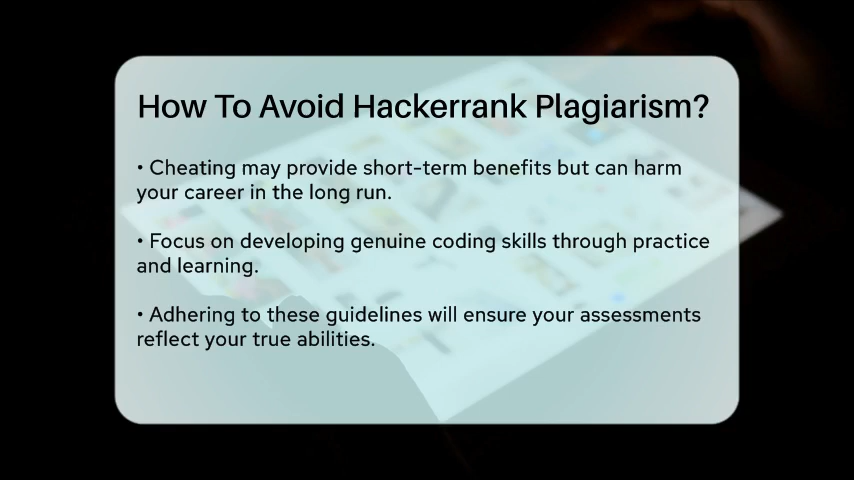 How To Avoid Hackerrank Plagiarism?
• Cheating may provide short-term benefits but can harm
your career in the long run.
• Focus on developing genuine coding skills through practice
and learning.
• Adhering to these guidelines will ensure your assessments
reflect your true abilities.